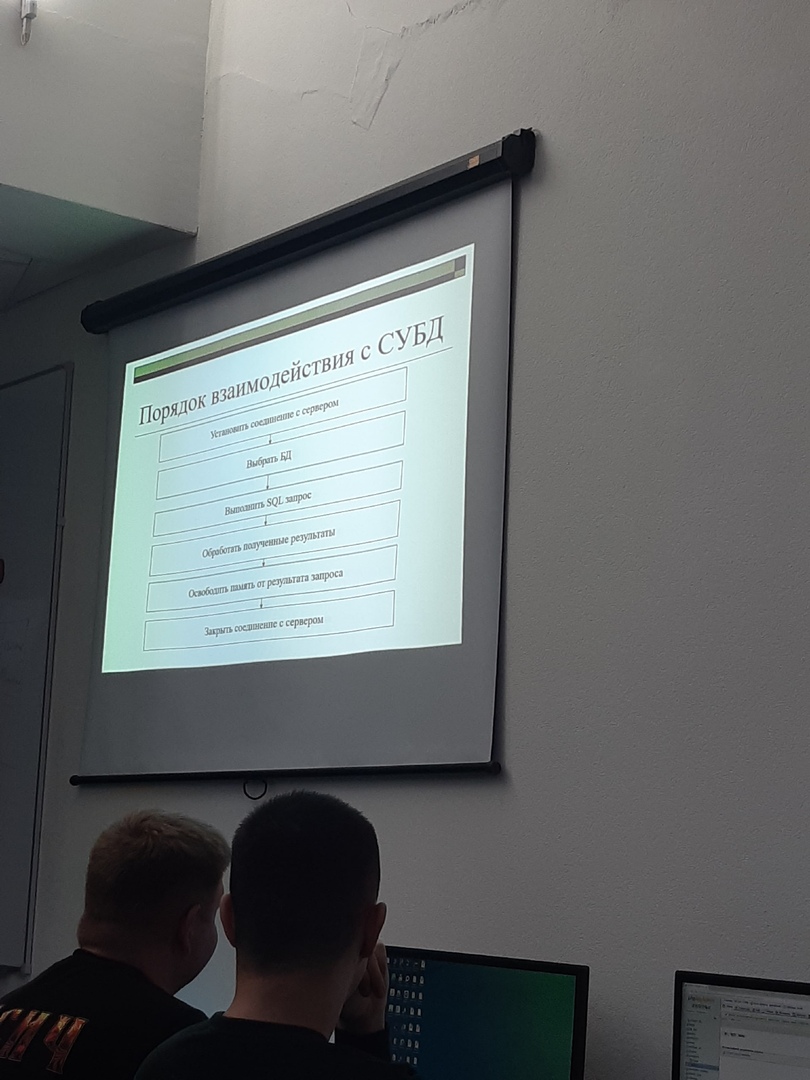 Порядок взаимодействия с СУБД
Установить соединение с сервером
Выбрать БД
Выполнить SQL запрос
Обработать полученные результаты
Освободить память от результата запроса
Закрыть соединение с сервером